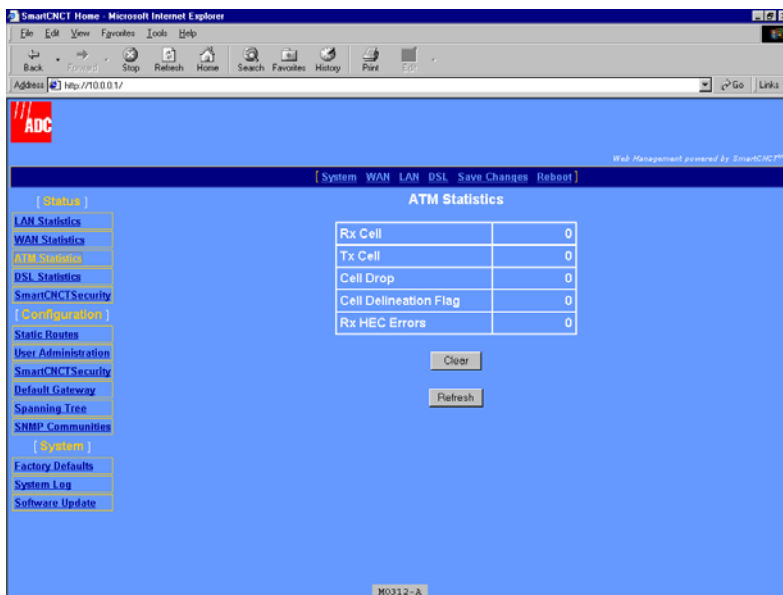 SmartCNCT Home - Microsoft Internet Explorer
File Edit View Favorites Tools Help
Back Forward Stop Refresh Home Search Favorites History Print Edit
Address http://10.0.0.1/ Go Links
ADC
Web Management powered by SmartCNCT
[ System WAN LAN DSL Save Changes Reboot ]
[ Status ]
LAN Statistics
WAN Statistics
ATM Statistics
DSL Statistics
SmartCNCTSecurity
[ Configuration ]
Static Routes
User Administration
SmartCNCTSecurity
Default Gateway
Spanning Tree
SNMP Communities
[ System ]
Factory Defaults
System Log
Software Update
ATM Statistics
Rx Cell 0
Tx Cell 0
Cell Drop 0
Cell Delineation Flag 0
Rx HEC Errors 0
Clear
Refresh
M0312-A